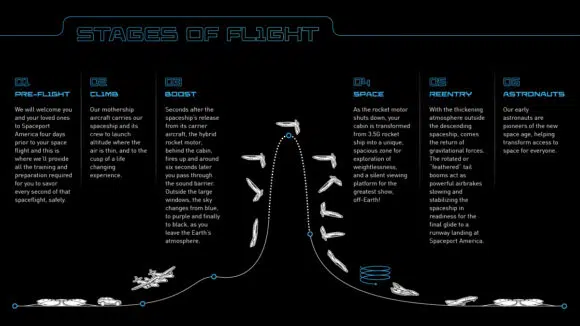 STAGES OF FLIGHT
01
PRE-FLIGHT
We will welcome you
and your loved ones
to Spaceport
America four days
prior to your space
flight and this is
where we'll provide
all the training and
preparation required
for you to savor
every second of that
spaceflight, safely.
02
CLIMB
Our mothership
aircraft carries our
spaceship and its
crew to launch
altitude where the
air is thin, and to the
cusp of a life
changing
experience.
03
BOOST
Seconds after the
spaceship's release
from its carrier
aircraft, the hybrid
rocket motor,
behind the cabin,
fires up and around
six seconds later
you pass through
the sound barrier.
Outside the large
windows, the sky
changes from blue,
to purple and finally
to black, as you
leave the Earth's
atmosphere.
04
SPACE
As the rocket motor
shuts down, your
cabin is transformed
from 3.5G rocket
ship into a unique,
spacious zone for
exploration of
weightlessness,
and a silent viewing
platform for the
greatest show,
off-Earth!
05
REENTRY
With the thickening
atmosphere outside
the descending
spaceship, comes
the return of
gravitational forces.
The rotated or
"feathered" tail
booms act as
powerful airbrakes
slowing and
stabilizing the
spaceship in
readiness for the
final glide to a
runway landing at
Spaceport America.
06
ASTRONAUTS
Our early
astronauts are
pioneers of the new
space age, helping
transform access to
space for everyone.